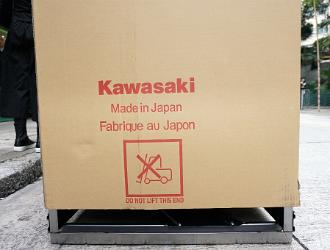 Kawasaki
Made in Japan
Fabrique au Japon
DO NOT LIFT THIS END